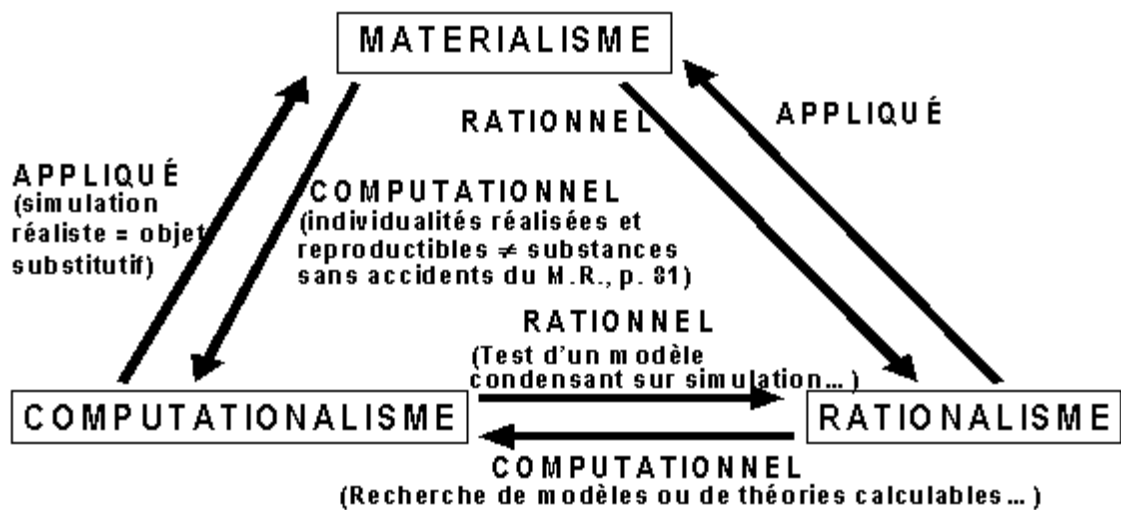 MATERIALISME
RATIONNEL
APPLIQUÉ
APPLIQUÉ
(simulation
réaliste = objet
substitutif)
COMPUTATIONNEL
(individualités réalisées et
reproductibles ≠ substances
sans accidents du M.R., p. 81)
RATIONNEL
(Test d'un modèle
condensant sur simulation...)
COMPUTATIONALISME
RATIONALISME
COMPUTATIONNEL
(Recherche de modèles ou de théories calculables...)